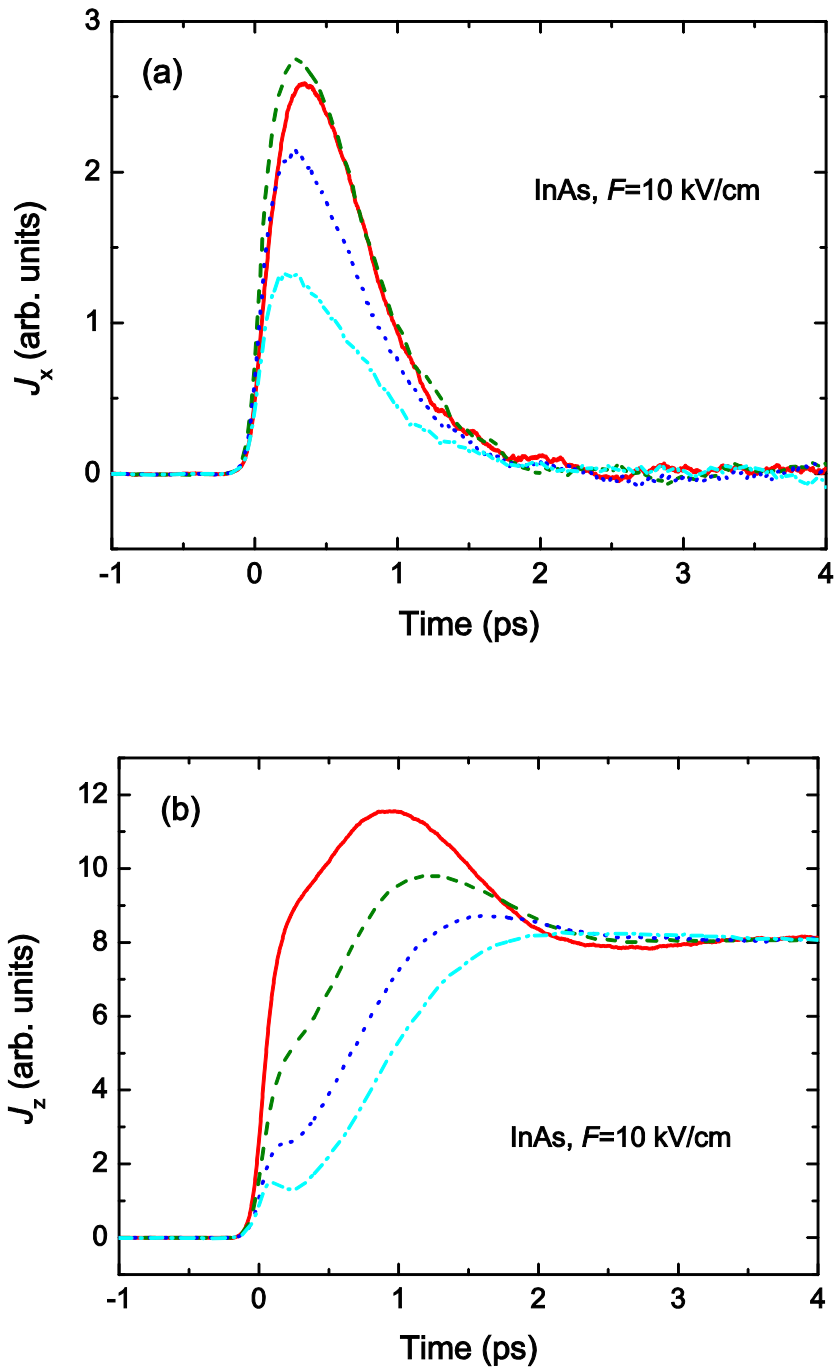 3
(a)
2
InAs, F=10 kV/cm
1
0
Jx (arb. units)
-1 0 1 2 3 4
Time (ps)
12
(b)
10
8
6
4
2
0
Jz (arb. units)
InAs, F=10 kV/cm
-1 0 1 2 3 4
Time (ps)